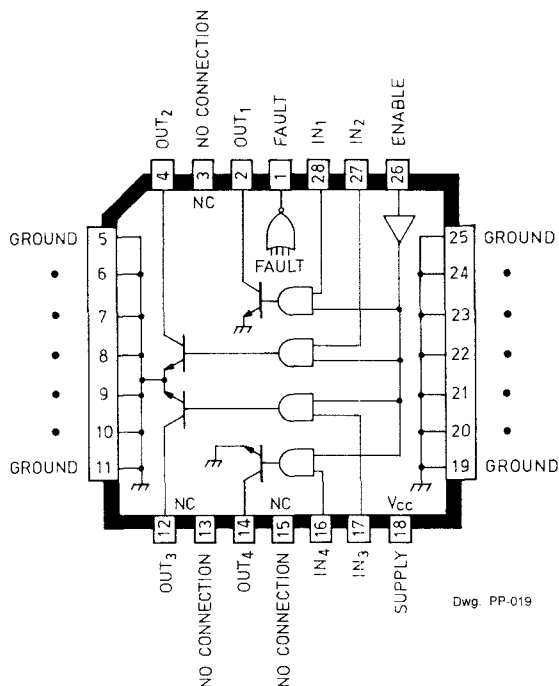 OUT2
NO CONNECTION
OUT1
FAULT
IN1
IN2
ENABLE
4
3
2
1
28
27
26
NC
FAULT
GROUND
5
6
7
8
9
10
GROUND
11
25
GROUND
24
23
22
21
20
19
GROUND
NC
NC
VCC
12
13
14
15
16
17
18
OUT3
NO CONNECTION
OUT4
NO CONNECTION
IN4
IN3
SUPPLY
Dwg. PP-019